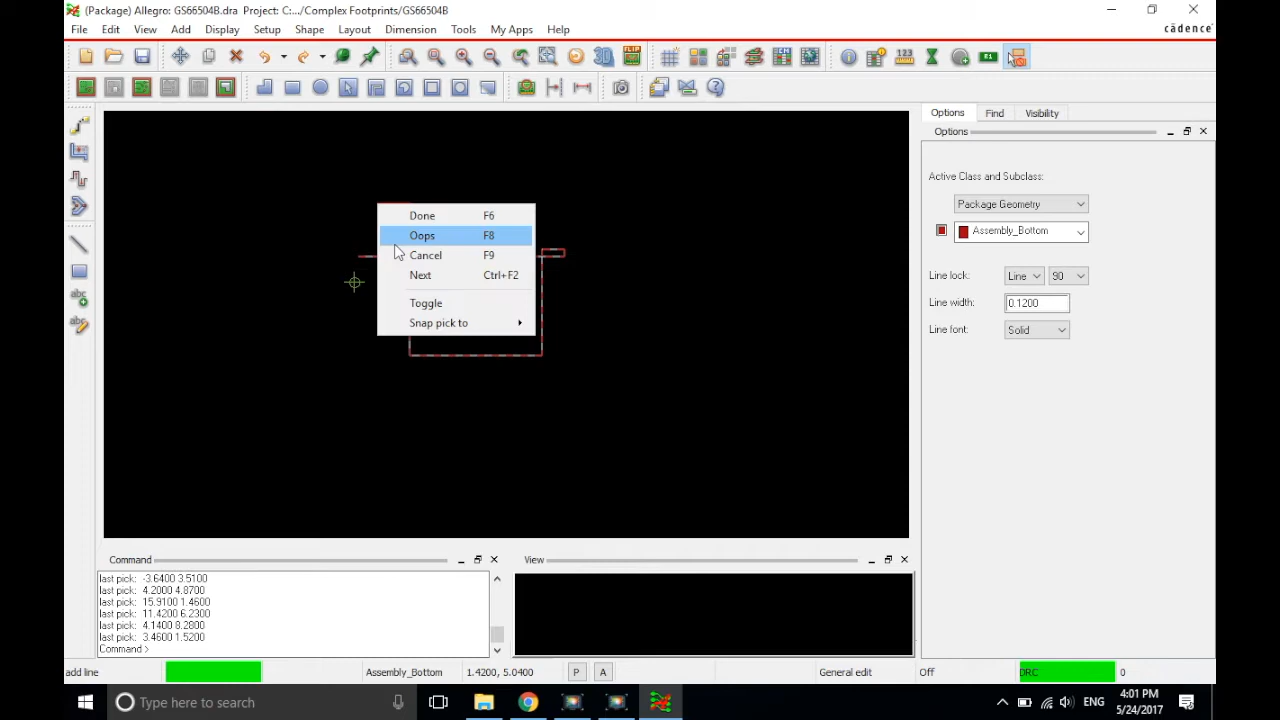 (Package) Allegro: GS66504B.dra Project: C:.../Complex Footprints/GS66504B
File Edit View Add Display Setup Shape Layout Dimension Tools My Apps Help
cādence
Options Find Visibility
Options
Active Class and Subclass:
Package Geometry
Assembly_Bottom
Line lock: Line 90
Line width: 0.1200
Line font: Solid
Done F6
Oops F8
Cancel F9
Next Ctrl+F2
Toggle
Snap pick to
Command
last pick: -3.6400 3.5100
last pick: 4.2000 4.8700
last pick: 15.9100 1.4600
last pick: 11.4200 6.2300
last pick: 4.1400 8.2800
last pick: 3.4600 1.5200
Command >
View
add line Assembly_Bottom 1.4200, 5.0400 P A General edit Off DRC 0
Type here to search
ENG
4:01 PM
5/24/2017